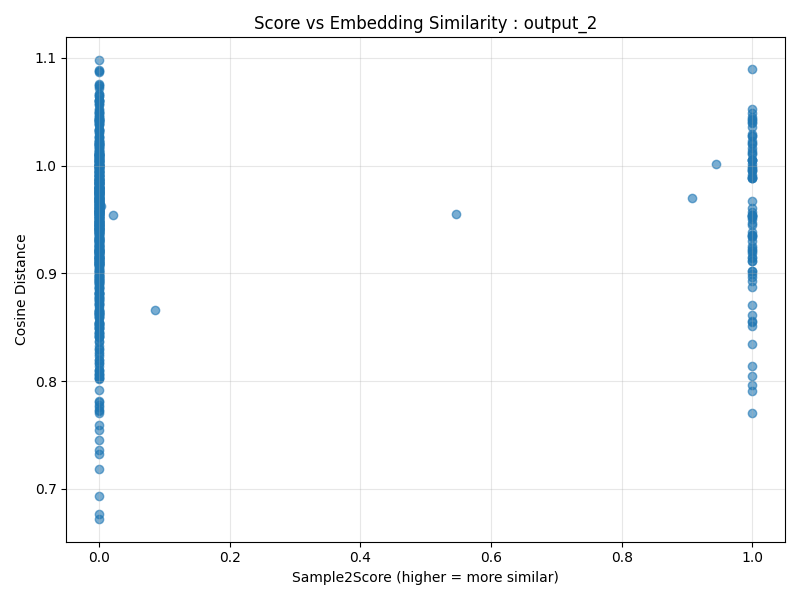 Score vs Embedding Similarity : output_2
Cosine Distance
1.1
1.0
0.9
0.8
0.7
0.0 0.2 0.4 0.6 0.8 1.0
Sample2Score (higher = more similar)